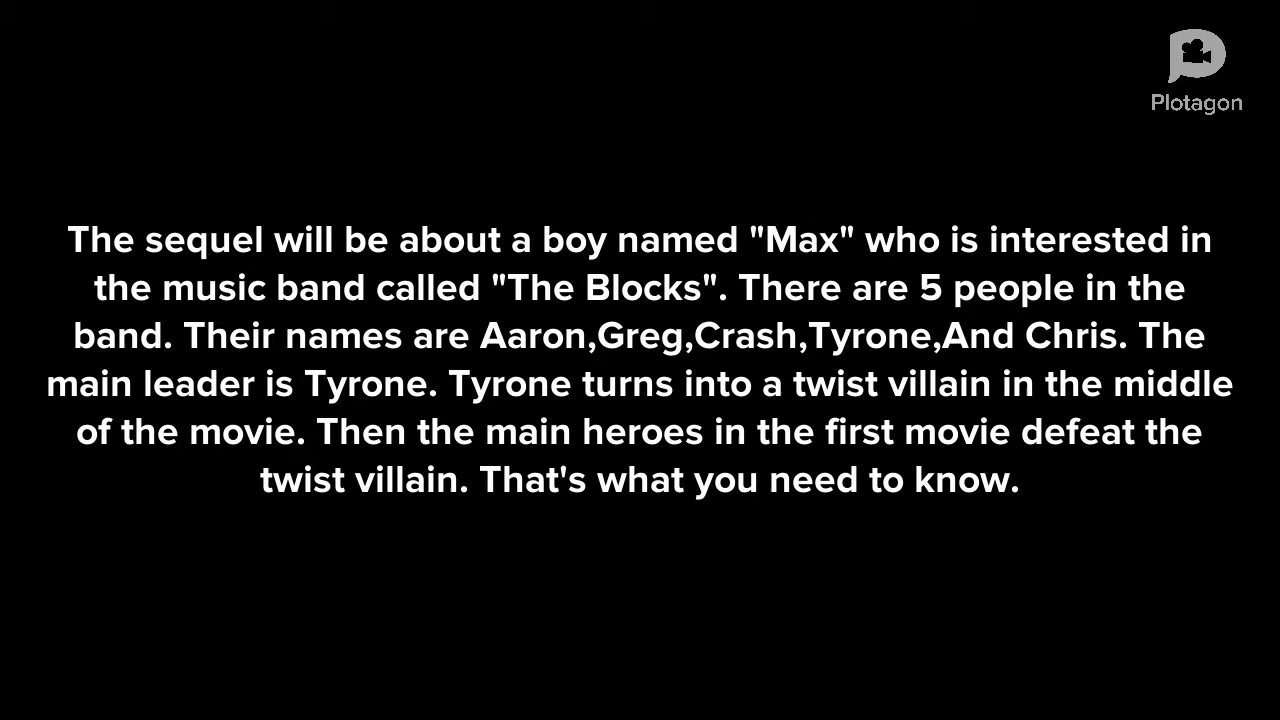 Plotagon
The sequel will be about a boy named "Max" who is interested in
the music band called "The Blocks". There are 5 people in the
band. Their names are Aaron,Greg,Crash,Tyrone,And Chris. The
main leader is Tyrone. Tyrone turns into a twist villain in the middle
of the movie. Then the main heroes in the first movie defeat the
twist villain. That's what you need to know.